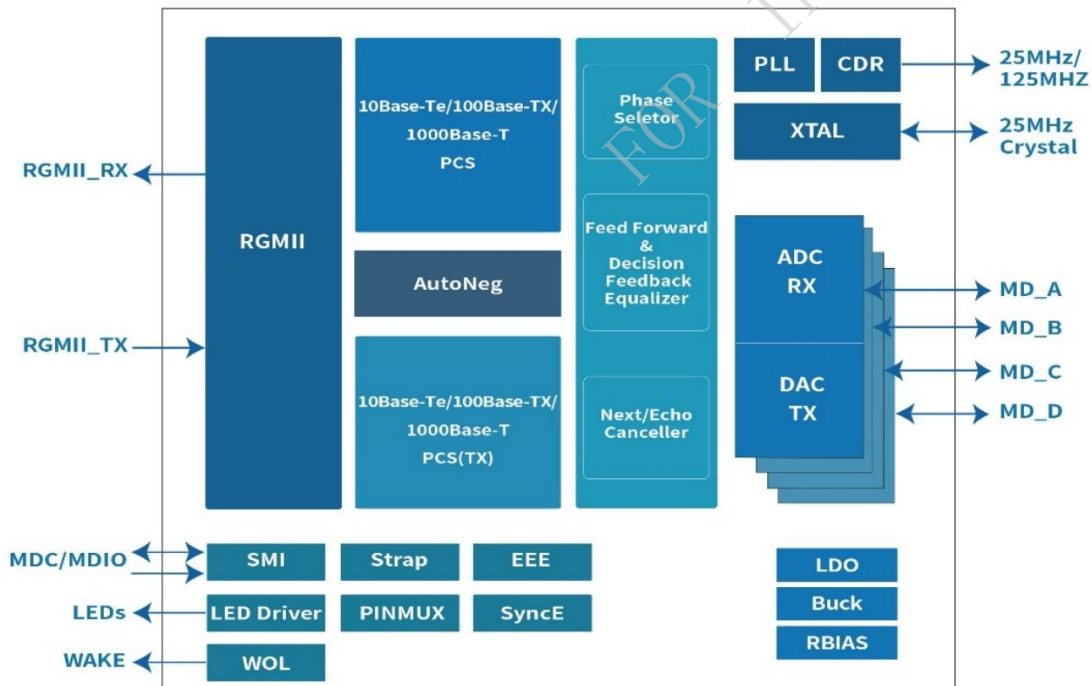 PLL
CDR
25MHz/
125MHZ
XTAL
25MHz
Crystal
10Base-Te/100Base-TX/
1000Base-T
PCS
Phase
Seletor
FOR
RGMII_RX
RGMII
Feed Forward
&
Decision
Feedback
Equalizer
AutoNeg
ADC
RX
MD_A
MD_B
MD_C
MD_D
RGMII_TX
10Base-Te/100Base-TX/
1000Base-T
PCS(TX)
Next/Echo
Canceller
DAC
TX
MDC/MDIO
SMI
Strap
EEE
LDO
LEDs
LED Driver
PINMUX
SyncE
Buck
WAKE
WOL
RBIAS